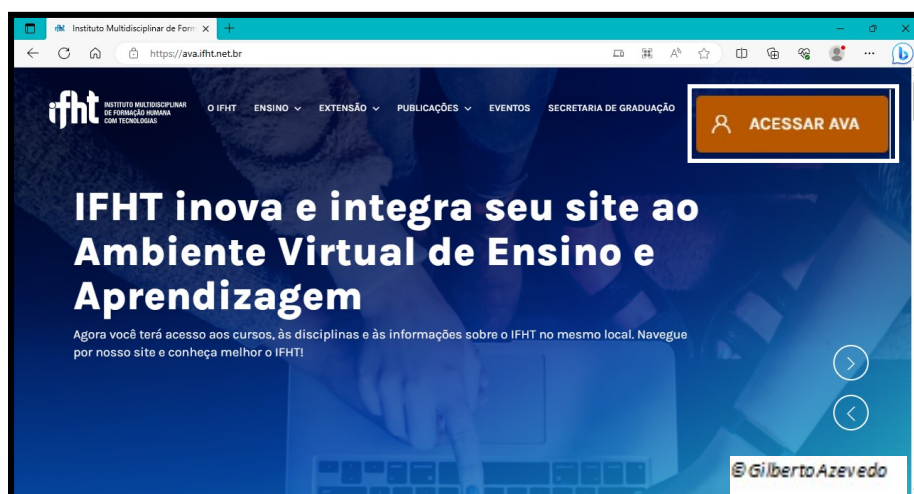 Instituto Multidisciplinar de Form
https://ava.ifht.net.br
ifht
INSTITUTO MULTIDISCIPLINAR
DE FORMAÇÃO HUMANA
COM TECNOLOGIAS
O IFHT ENSINO EXTENSÃO PUBLICAÇÕES EVENTOS SECRETARIA DE GRADUAÇÃO
ACESSAR AVA
IFHT inova e integra seu site ao
Ambiente Virtual de Ensino e
Aprendizagem
Agora você terá acesso aos cursos, às disciplinas e às informações sobre o IFHT no mesmo local. Navegue
por nosso site e conheça melhor o IFHT!
© Gilberto Azevedo